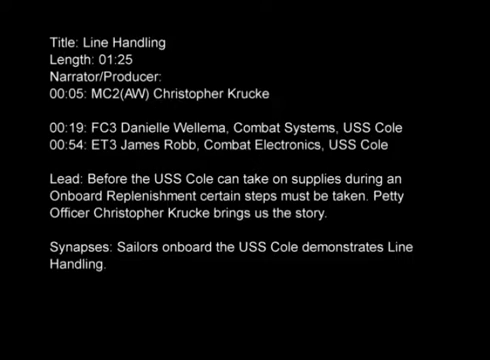 Title: Line Handling
Length: 01:25
Narrator/Producer:
00:05: MC2(AW) Christopher Krucke
00:19: FC3 Danielle Wellema, Combat Systems, USS Cole
00:54: ET3 James Robb, Combat Electronics, USS Cole
Lead: Before the USS Cole can take on supplies during an
Onboard Replenishment certain steps must be taken. Petty
Officer Christopher Krucke brings us the story.
Synapses: Sailors onboard the USS Cole demonstrates Line
Handling.